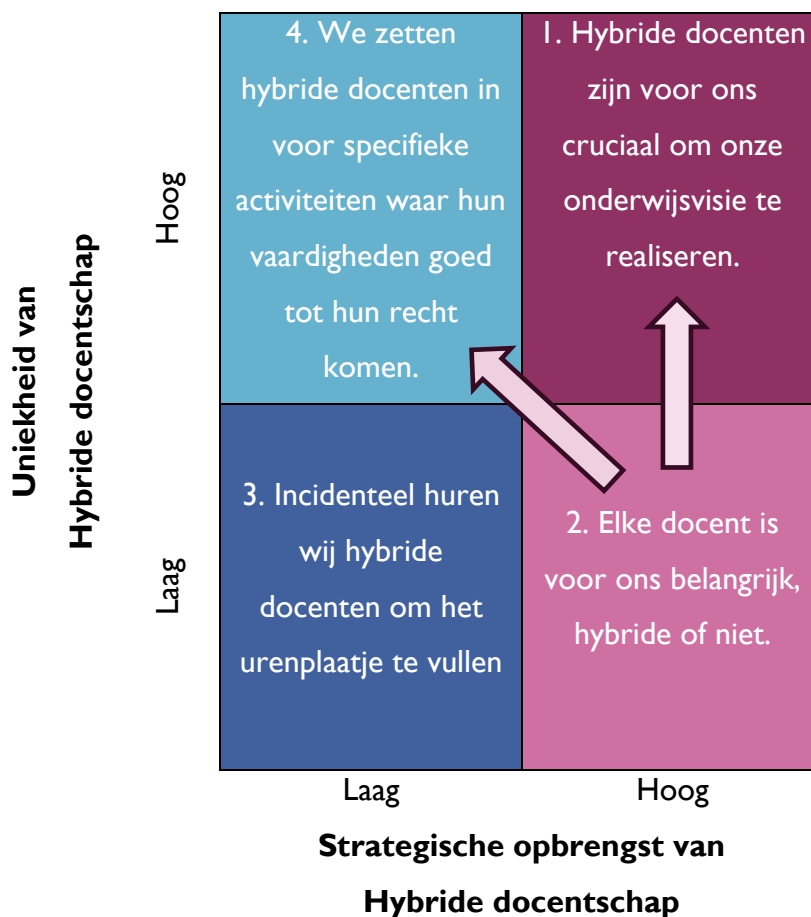 4. We zetten
hybride docenten in
voor specifieke
activiteiten waar hun
vaardigheden goed
tot hun recht
komen.
1. Hybride docenten
zijn voor ons
cruciaal om onze
onderwijsvisie te
realiseren.
Hoog
Uniekheid van
Hybride docentschap
Laag
3. Incidenteel huren
wij hybride
docenten om het
urenplaatje te vullen
2. Elke docent is
voor ons belangrijk,
hybride of niet.
Laag
Hoog
Strategische opbrengst van
Hybride docentschap